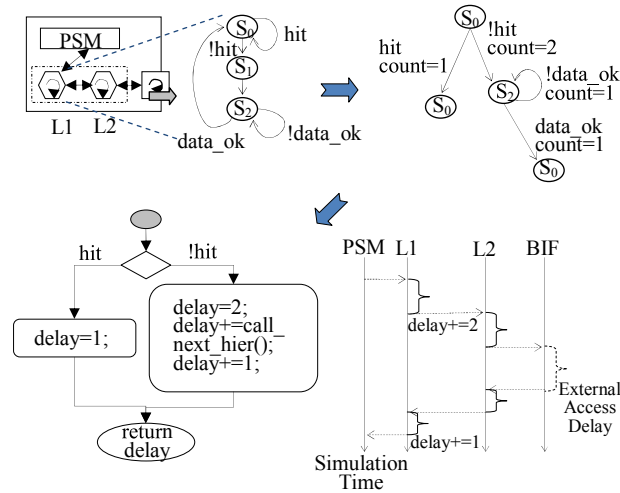 PSM
L1
L2
S0
hit
!hit
S1
S2
data_ok
!data_ok
S0
hit
count=1
!hit
count=2
S0
S2
!data_ok
count=1
data_ok
count=1
S0
hit
!hit
delay=1;
delay=2;
delay+=call_
next_hier();
delay+=1;
return
delay
PSM L1 L2 BIF
delay+=2
External
Access
Delay
delay+=1
Simulation
Time